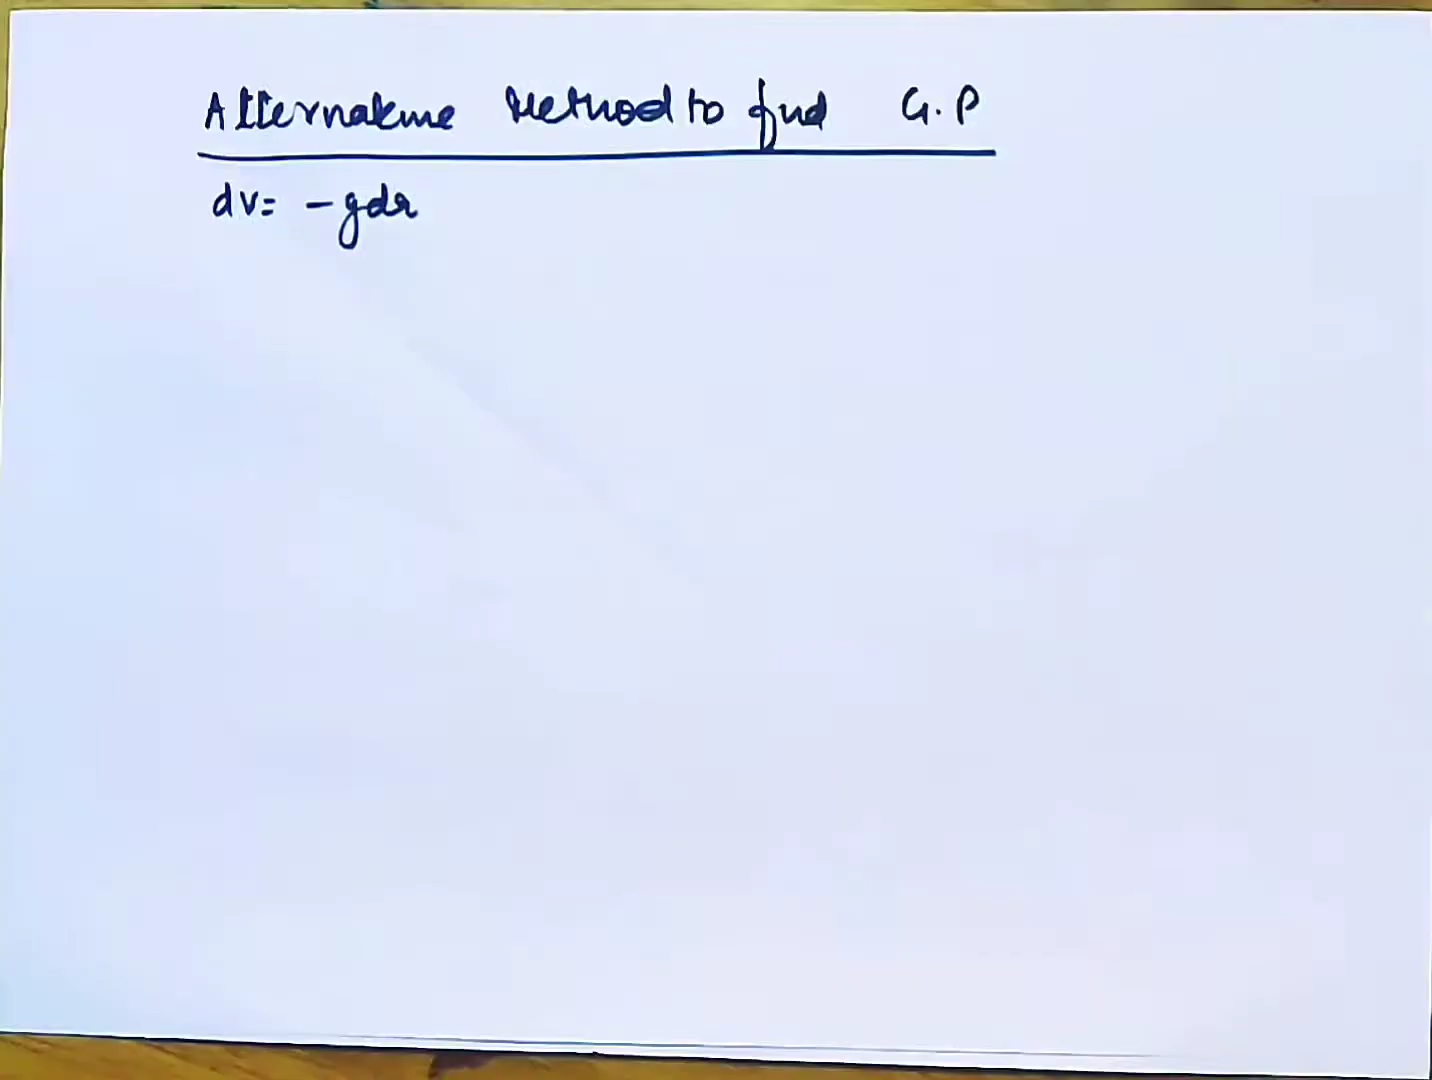 Alternative Method to find G.P
dv= -gdr